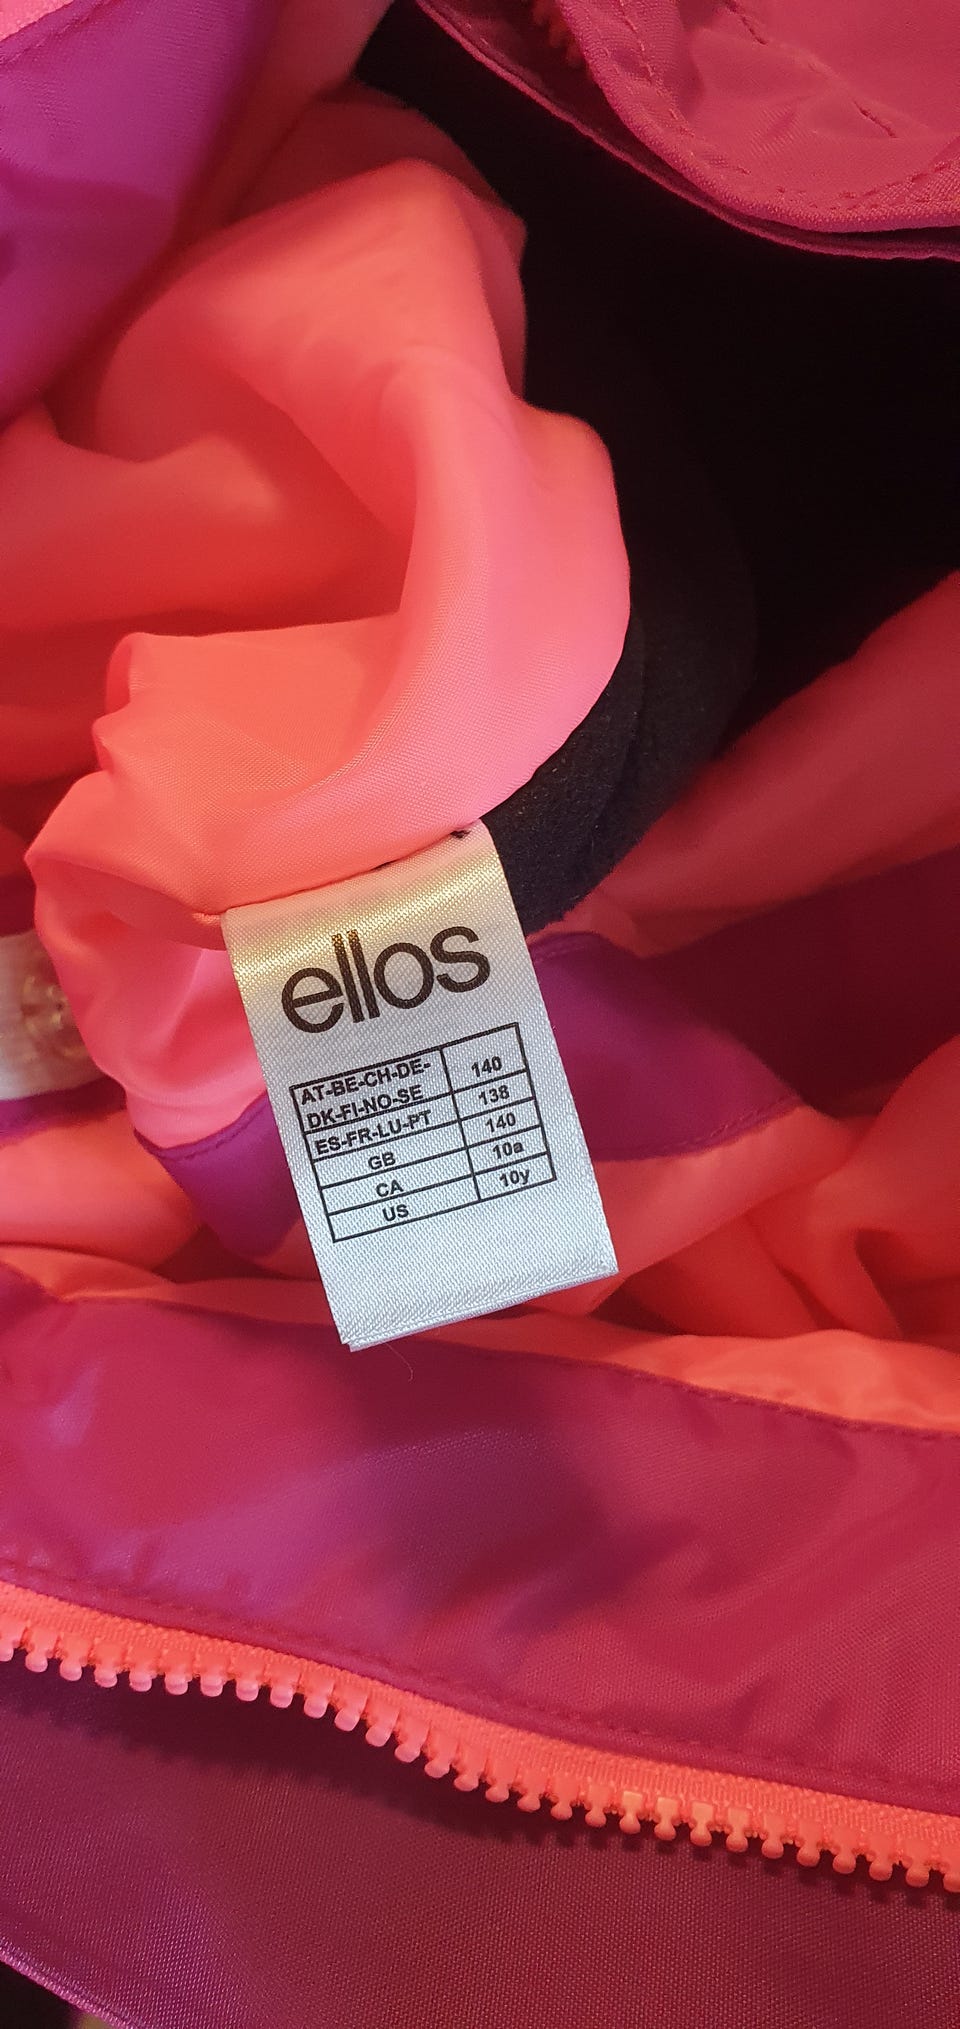 ellos
AT-BE-CH-DE- 140
DK-FI-NO-SE 138
ES-FR-LU-PT 140
GB 10a
CA 10y
US